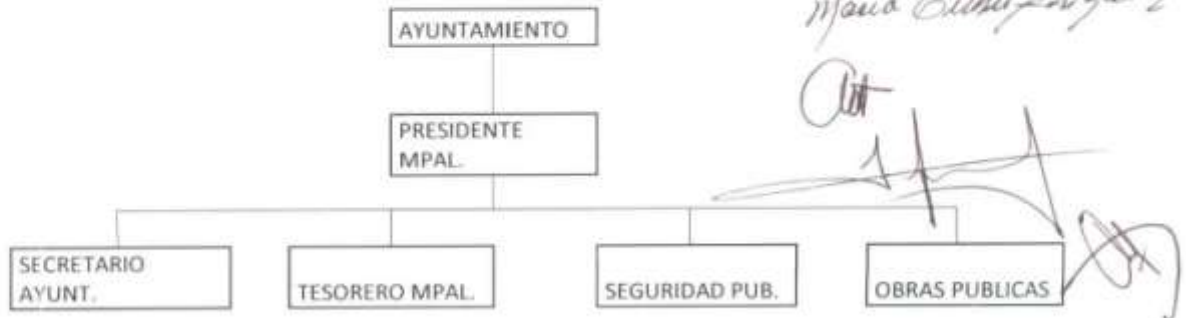 AYUNTAMIENTO
PRESIDENTE
MPAL.
SECRETARIO
AYUNT.
TESORERO MPAL.
SEGURIDAD PUB.
OBRAS PUBLICAS